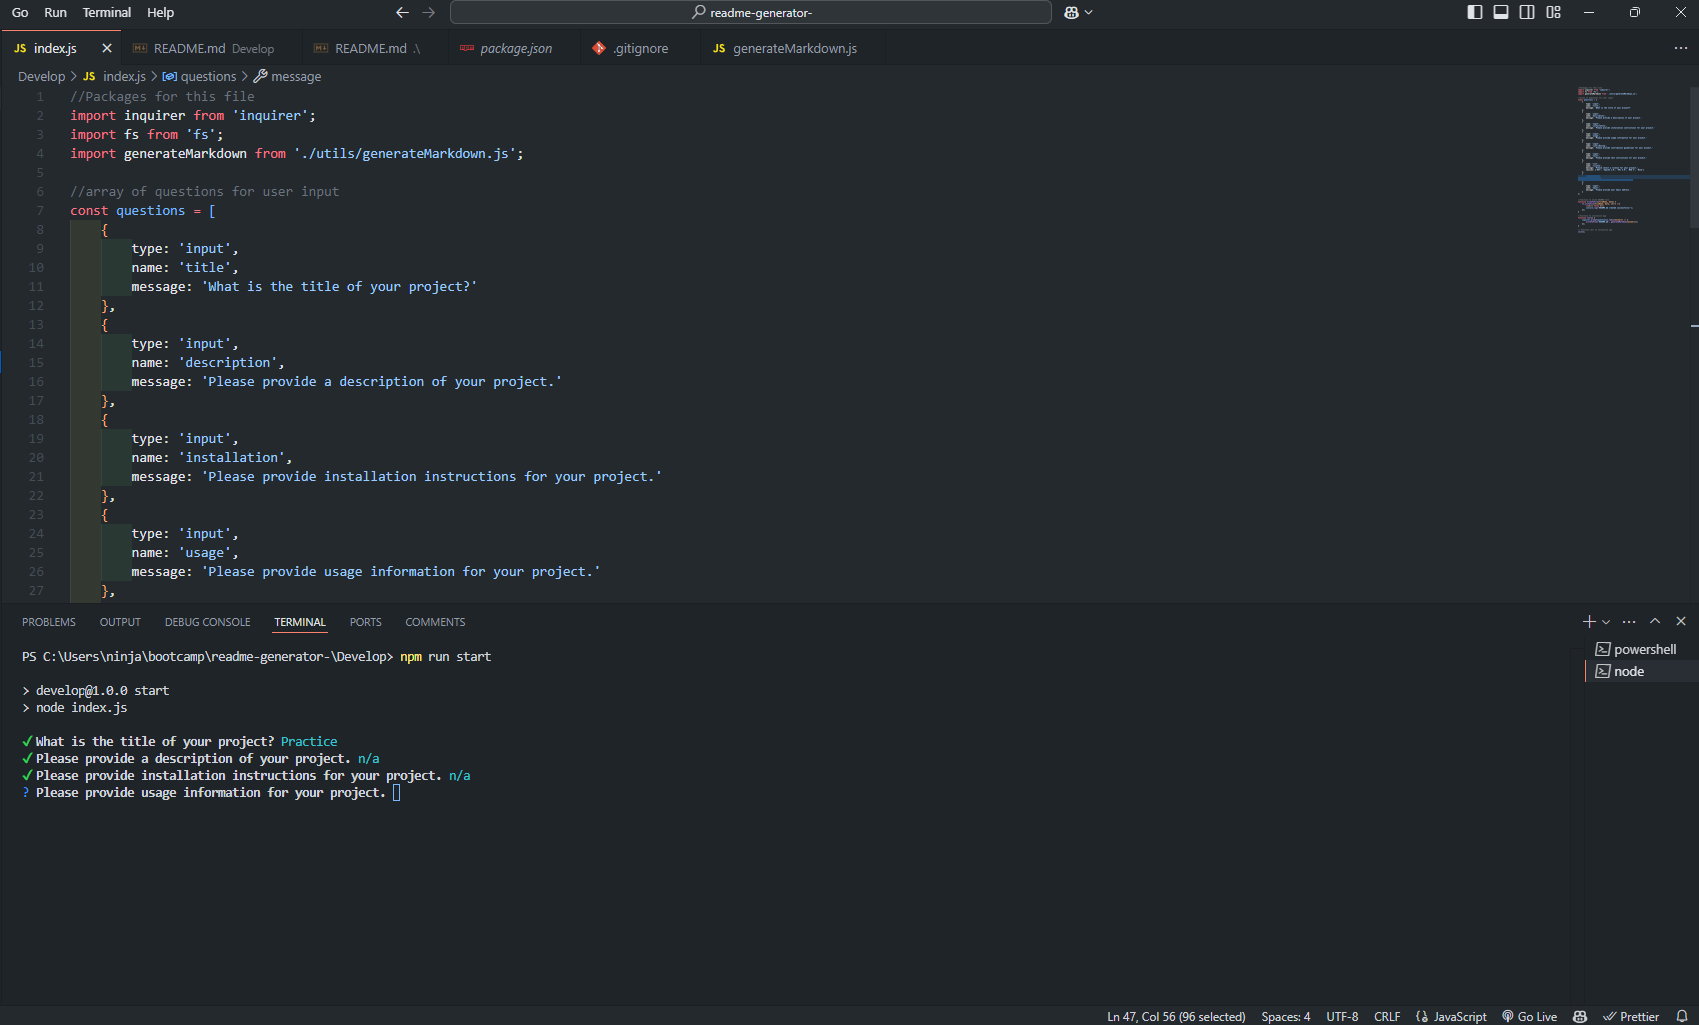 Go Run Terminal Help readme-generator-
JS index.js README.md Develop README.md .\ package.json .gitignore JS generateMarkdown.js
Develop > JS index.js > questions > message
1 //Packages for this file
2 import inquirer from 'inquirer';
3 import fs from 'fs';
4 import generateMarkdown from './utils/generateMarkdown.js';
5
6 //array of questions for user input
7 const questions = [
8 {
9 type: 'input',
10 name: 'title',
11 message: 'What is the title of your project?'
12 },
13 {
14 type: 'input',
15 name: 'description',
16 message: 'Please provide a description of your project.'
17 },
18 {
19 type: 'input',
20 name: 'installation',
21 message: 'Please provide installation instructions for your project.'
22 },
23 {
24 type: 'input',
25 name: 'usage',
26 message: 'Please provide usage information for your project.'
27 },
PROBLEMS OUTPUT DEBUG CONSOLE TERMINAL PORTS COMMENTS
PS C:\Users\ninja\bootcamp\readme-generator-\Develop> npm run start
> develop@1.0.0 start
> node index.js
✔ What is the title of your project? Practice
✔ Please provide a description of your project. n/a
✔ Please provide installation instructions for your project. n/a
? Please provide usage information for your project.
powershell
node
Ln 47, Col 56 (96 selected) Spaces: 4 UTF-8 CRLF JavaScript Go Live Prettier